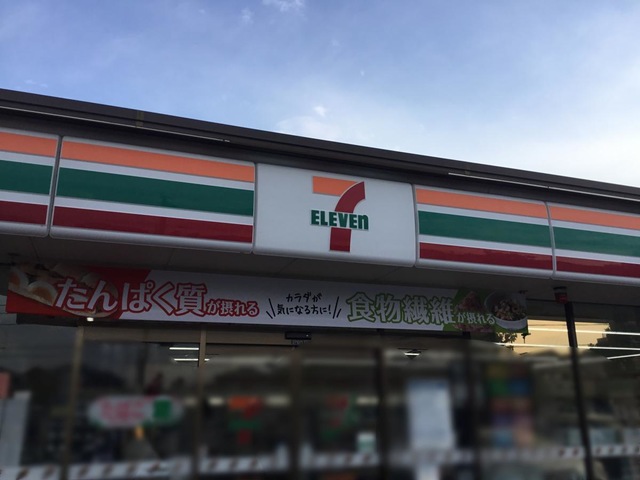 7
ELEVEn
たんぱく質が摂れる
カラダが
気になる方に!
食物繊維が摂れる